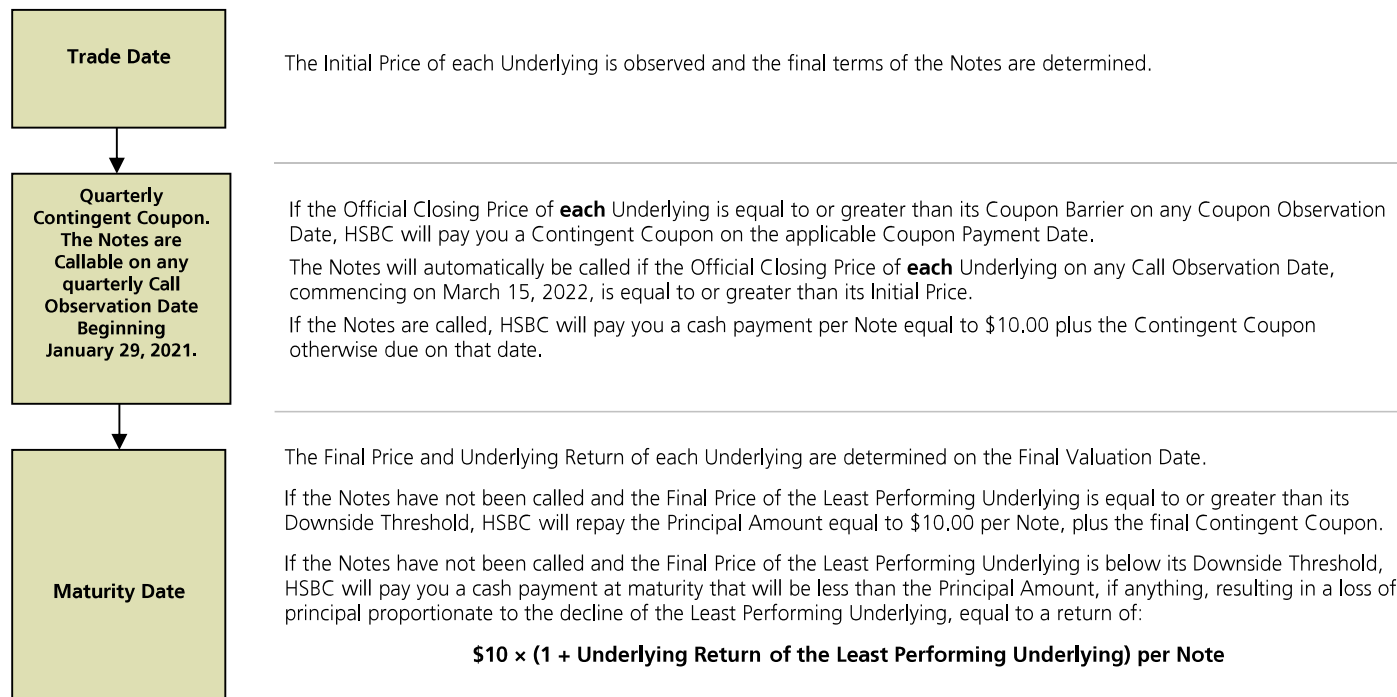 Trade Date
The Initial Price of each Underlying is observed and the final terms of the Notes are determined.
Quarterly
Contingent Coupon.
The Notes are
Callable on any
quarterly Call
Observation Date
Beginning
January 29, 2021.
If the Official Closing Price of each Underlying is equal to or greater than its Coupon Barrier on any Coupon Observation
Date, HSBC will pay you a Contingent Coupon on the applicable Coupon Payment Date.
The Notes will automatically be called if the Official Closing Price of each Underlying on any Call Observation Date,
commencing on March 15, 2022, is equal to or greater than its Initial Price.
If the Notes are called, HSBC will pay you a cash payment per Note equal to $10.00 plus the Contingent Coupon
otherwise due on that date.
Maturity Date
The Final Price and Underlying Return of each Underlying are determined on the Final Valuation Date.
If the Notes have not been called and the Final Price of the Least Performing Underlying is equal to or greater than its
Downside Threshold, HSBC will repay the Principal Amount equal to $10.00 per Note, plus the final Contingent Coupon.
If the Notes have not been called and the Final Price of the Least Performing Underlying is below its Downside Threshold,
HSBC will pay you a cash payment at maturity that will be less than the Principal Amount, if anything, resulting in a loss of
principal proportionate to the decline of the Least Performing Underlying, equal to a return of:
$10 × (1 + Underlying Return of the Least Performing Underlying) per Note